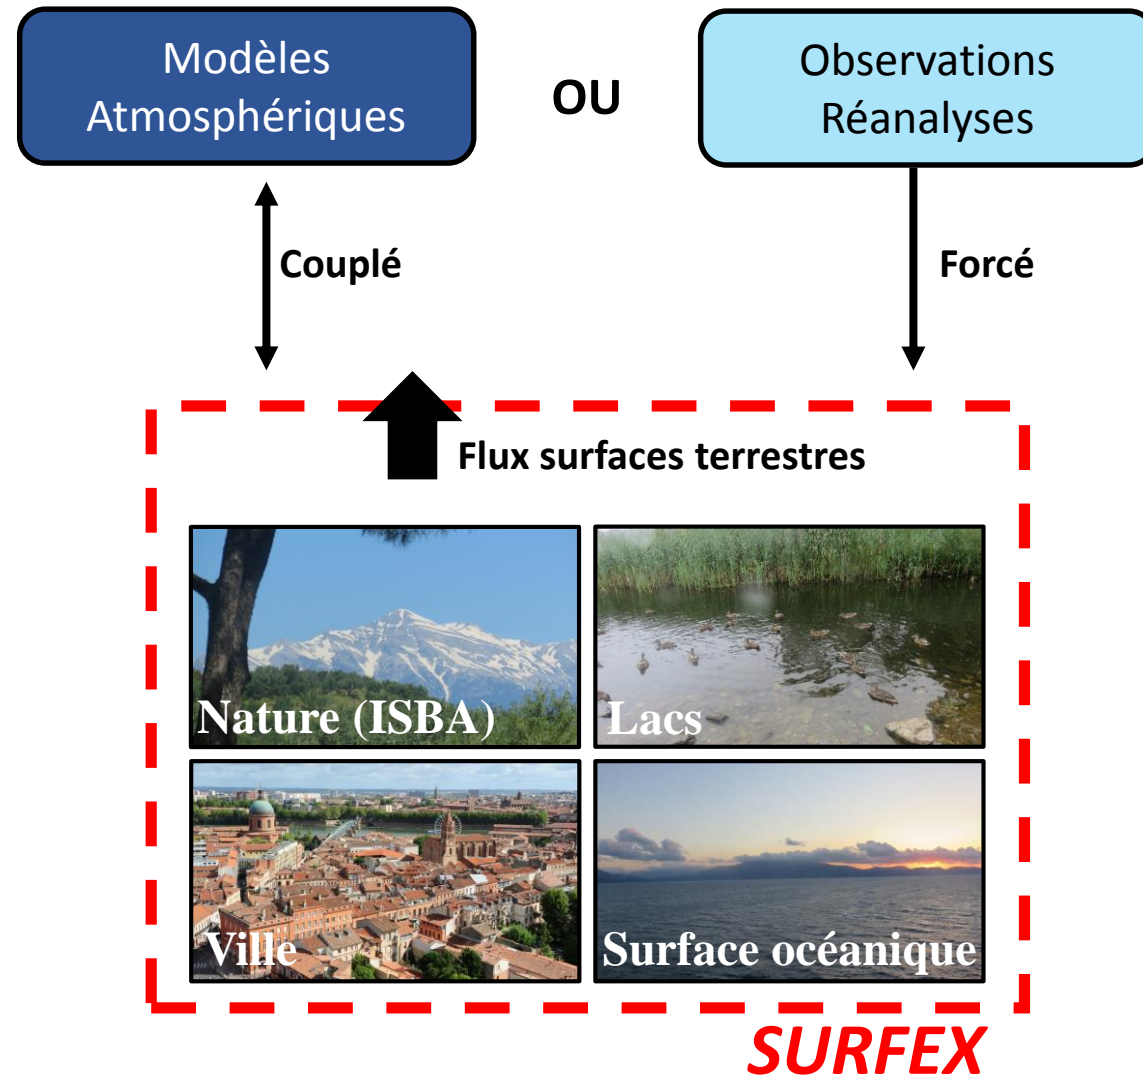 Modèles
Atmosphériques
OU
Observations
Réanalyses
Couplé
Forcé
Flux surfaces terrestres
Nature (ISBA)
Lacs
Ville
Surface océanique
SURFEX